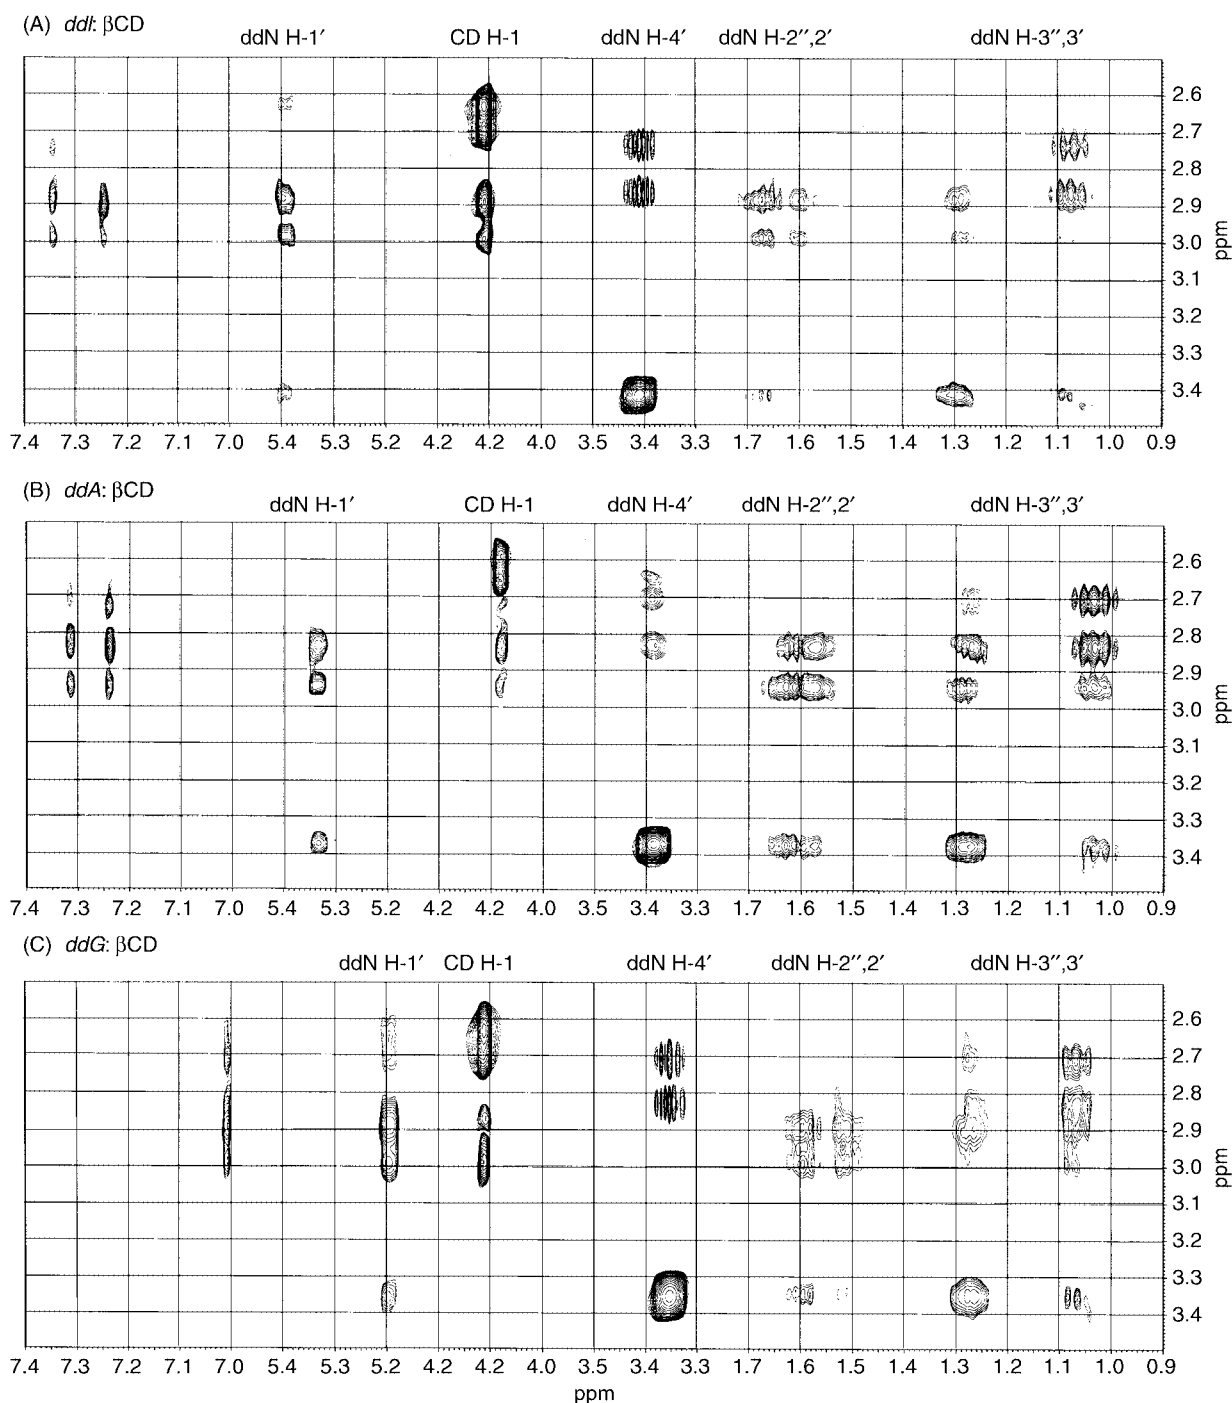 (A) ddI: βCD
ddN H-1′ CD H-1 ddN H-4′ ddN H-2″,2′ ddN H-3″,3′
2.6
2.7
2.8
2.9
3.0
3.1
3.2
3.3
3.4
ppm
7.4 7.3 7.2 7.1 7.0 5.4 5.3 4.2 4.2 4.1 4.0 3.5 3.4 3.3 1.7 1.6 1.5 1.4 1.3 1.2 1.1 1.0 0.9
(B) ddA: βCD
ddN H-1′ CD H-1 ddN H-4′ ddN H-2″,2′ ddN H-3″,3′
2.6
2.7
2.8
2.9
3.0
3.1
3.2
3.3
3.4
ppm
7.4 7.3 7.2 7.1 7.0 5.4 5.2 4.2 4.2 4.0 3.5 3.3 1.7 1.6 1.5 1.4 1.3 1.2 1.1 1.0 0.9
(C) ddG: βCD
ddN H-1′ CD H-1 ddN H-4′ ddN H-2″,2′ ddN H-3″,3′
2.6
2.7
2.8
2.9
3.0
3.1
3.2
3.3
3.4
ppm
7.4 7.3 7.2 7.1 7.0 5.4 5.2 4.2 4.2 4.0 3.5 3.3 1.7 1.6 1.5 1.4 1.3 1.2 1.1 1.0 0.9
ppm